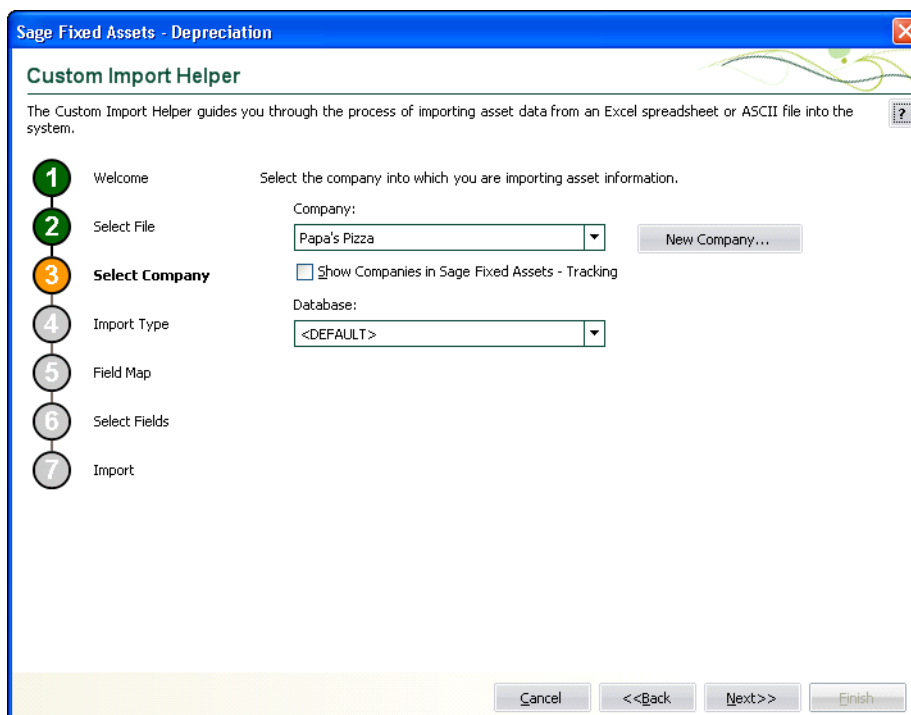 Sage Fixed Assets - Depreciation
Custom Import Helper
The Custom Import Helper guides you through the process of importing asset data from an Excel spreadsheet or ASCII file into the
system.
?
1 Welcome
Select the company into which you are importing asset information.
2 Select File
Company:
Papa's Pizza
New Company...
3 Select Company
Show Companies in Sage Fixed Assets - Tracking
Database:
4 Import Type
<DEFAULT>
5 Field Map
6 Select Fields
7 Import
Cancel <<Back Next>> Finish